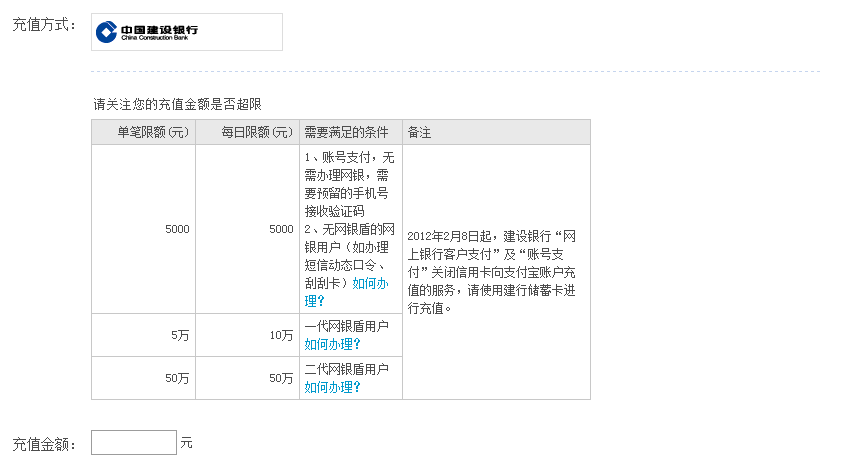 充值方式：
中国建设银行
China Construction Bank
请关注您的充值金额是否超限
单笔限额(元) 每日限额(元) 需要满足的条件 备注
5000 5000
1、账号支付，无
需办理网银，需
要预留的手机号
接收验证码
2、无网银盾的网
银用户（如办理
短信动态口令、
刮刮卡）如何办
理？
2012年2月8日起，建设银行“网
上银行客户支付”及“账号支
付”关闭信用卡向支付宝账户充
值的服务，请使用建行储蓄卡进
行充值。
5万 10万
一代网银盾用户
如何办理？
50万 50万
二代网银盾用户
如何办理？
充值金额： 元